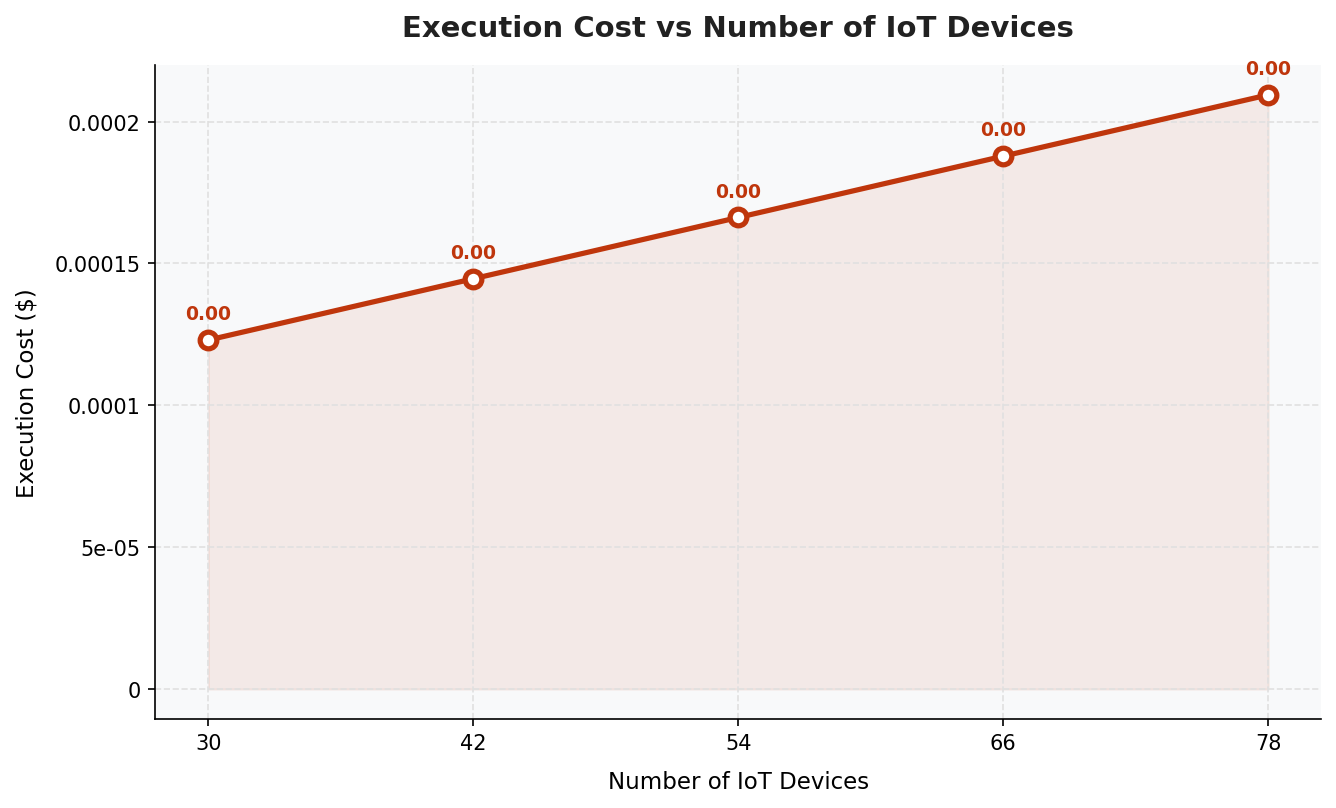 Execution Cost vs Number of IoT Devices
0.00
0.00
0.00
0.00
0.00
0.0002
0.00015
0.0001
5e-05
0
Execution Cost ($)
30 42 54 66 78
Number of IoT Devices